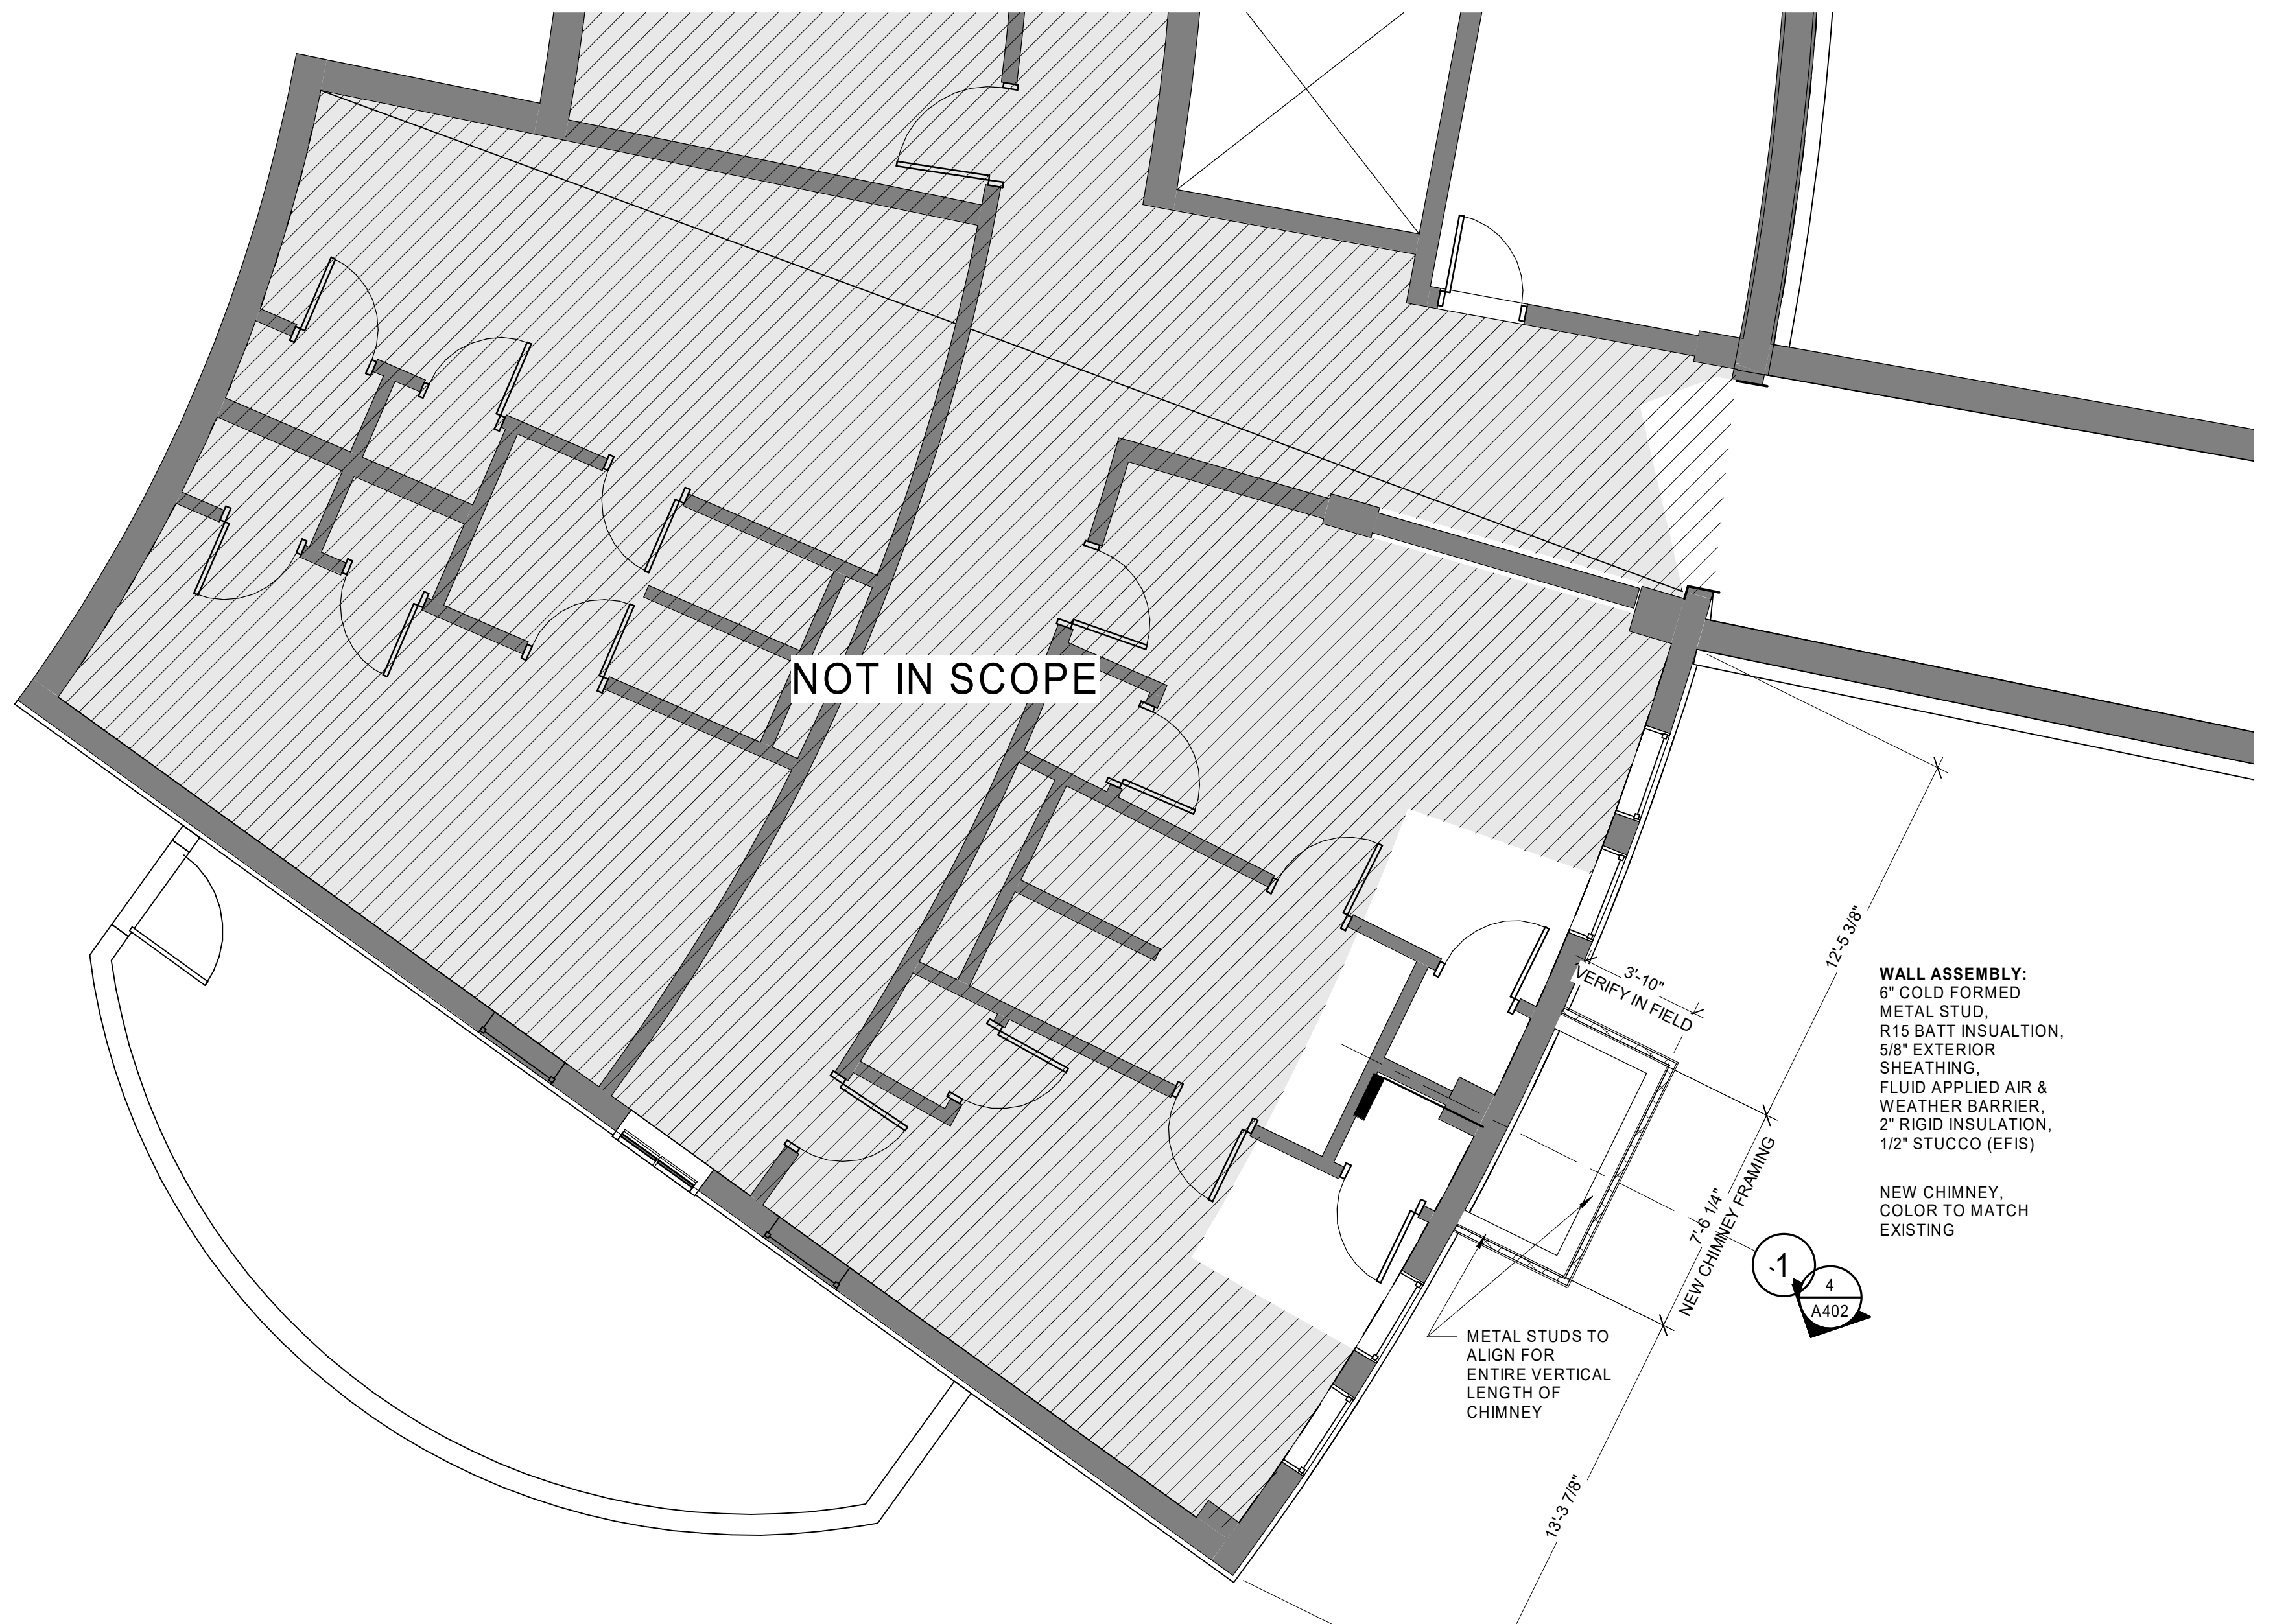 NOT IN SCOPE
12'-5 3/8"
3'-10"
VERIFY IN FIELD
WALL ASSEMBLY:
6" COLD FORMED
METAL STUD,
R15 BATT INSUALTION,
5/8" EXTERIOR
SHEATHING,
FLUID APPLIED AIR &
WEATHER BARRIER,
2" RIGID INSULATION,
1/2" STUCCO (EFIS)
NEW CHIMNEY,
COLOR TO MATCH
EXISTING
7'-6 1/4"
NEW CHIMNEY FRAMING
-1
4
A402
METAL STUDS TO
ALIGN FOR
ENTIRE VERTICAL
LENGTH OF
CHIMNEY
13'-3 7/8"